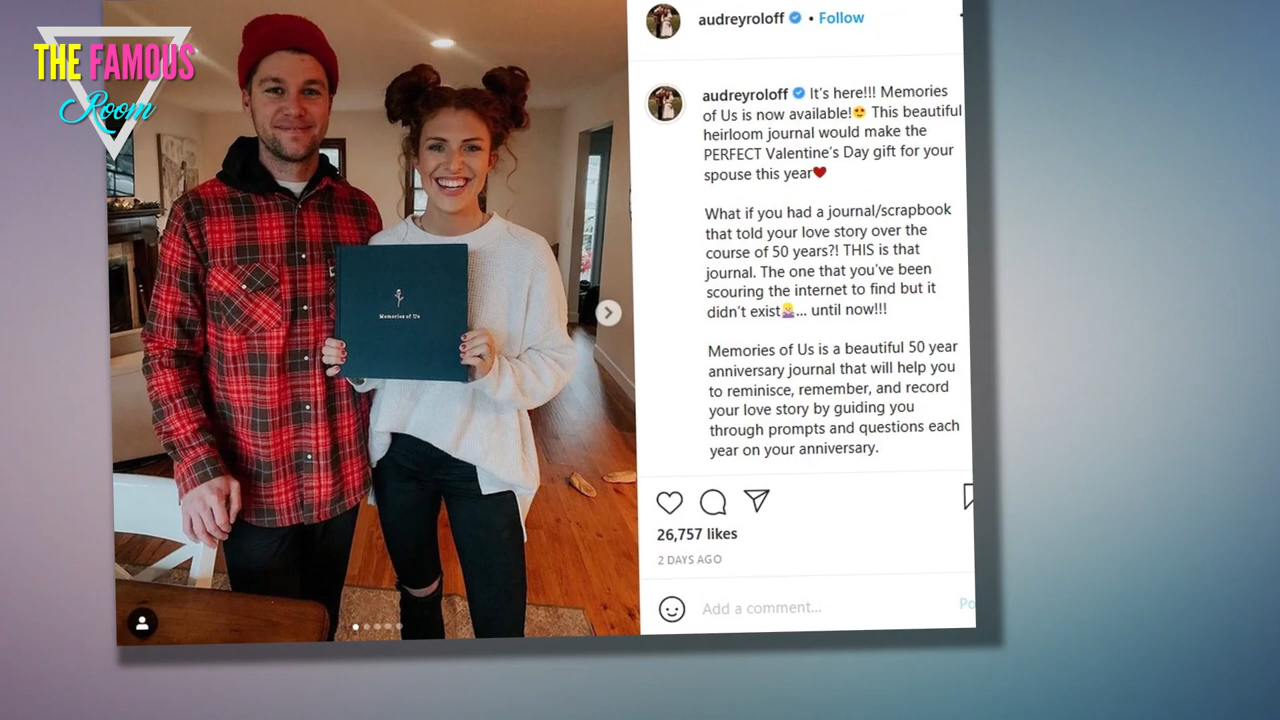 THE FAMOUS
Room
audreyroloff • Follow
audreyroloff It's here!!! Memories
of Us is now available!😍 This beautiful
heirloom journal would make the
PERFECT Valentine's Day gift for your
spouse this year❤️
What if you had a journal/scrapbook
that told your love story over the
course of 50 years?! THIS is that
journal. The one that you've been
scouring the internet to find but it
didn't exist🤷🏼‍♀️... until now!!!
Memories of Us is a beautiful 50 year
anniversary journal that will help you
to reminisce, remember, and record
your love story by guiding you
through prompts and questions each
year on your anniversary.
Memories of Us
26,757 likes
2 DAYS AGO
Add a comment...
Po